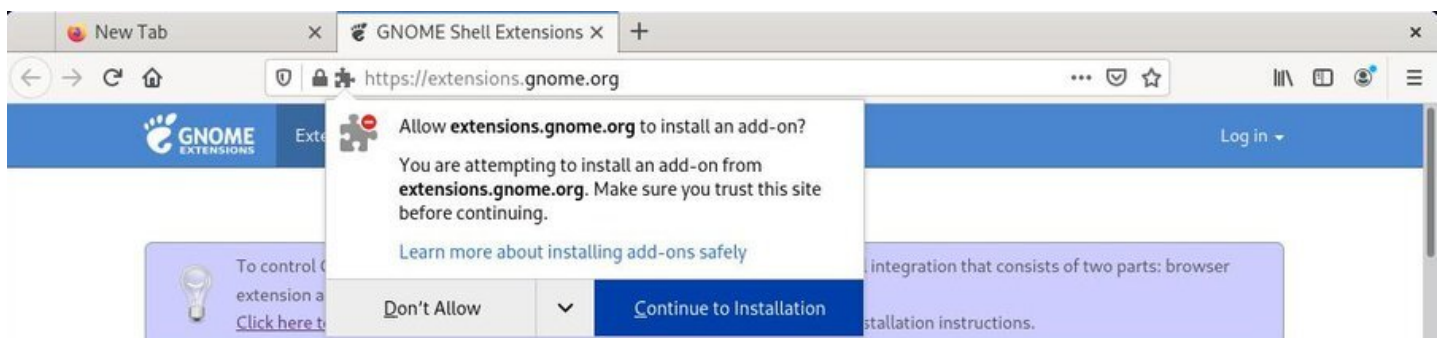 New Tab
GNOME Shell Extensions
https://extensions.gnome.org
GNOME
EXTENSIONS
Exte
Log in
Allow extensions.gnome.org to install an add-on?
You are attempting to install an add-on from
extensions.gnome.org. Make sure you trust this site
before continuing.
Learn more about installing add-ons safely
Don't Allow
Continue to Installation
To control
integration that consists of two parts: browser
extension a
Click here t
stallation instructions.